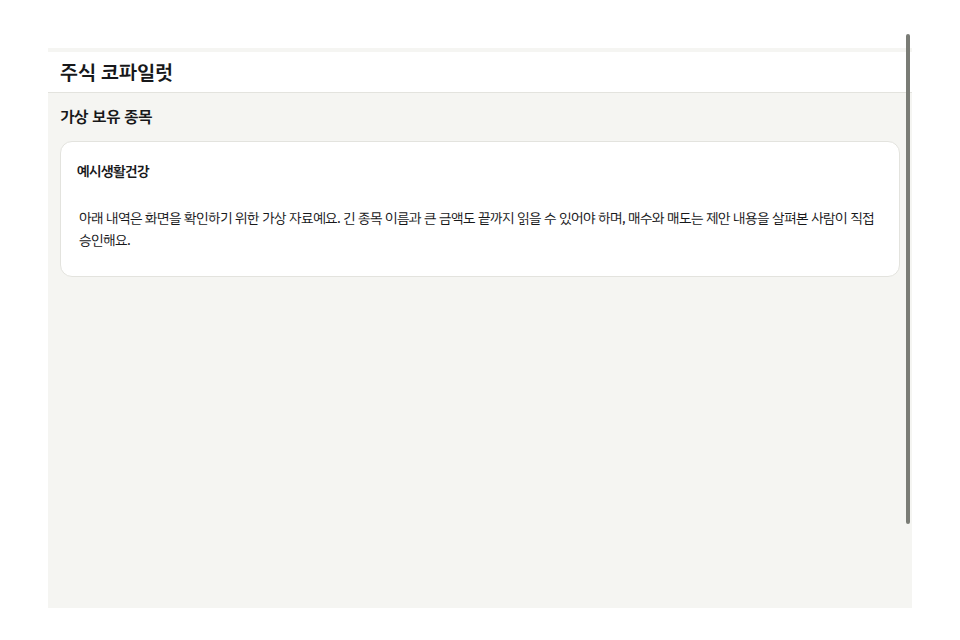 주식 코파일럿
가상 보유 종목
예시생활건강
아래 내역은 화면을 확인하기 위한 가상 자료예요. 긴 종목 이름과 큰 금액도 끝까지 읽을 수 있어야 하며, 매수와 매도는 제안 내용을 살펴본 사람이 직접
승인해요.